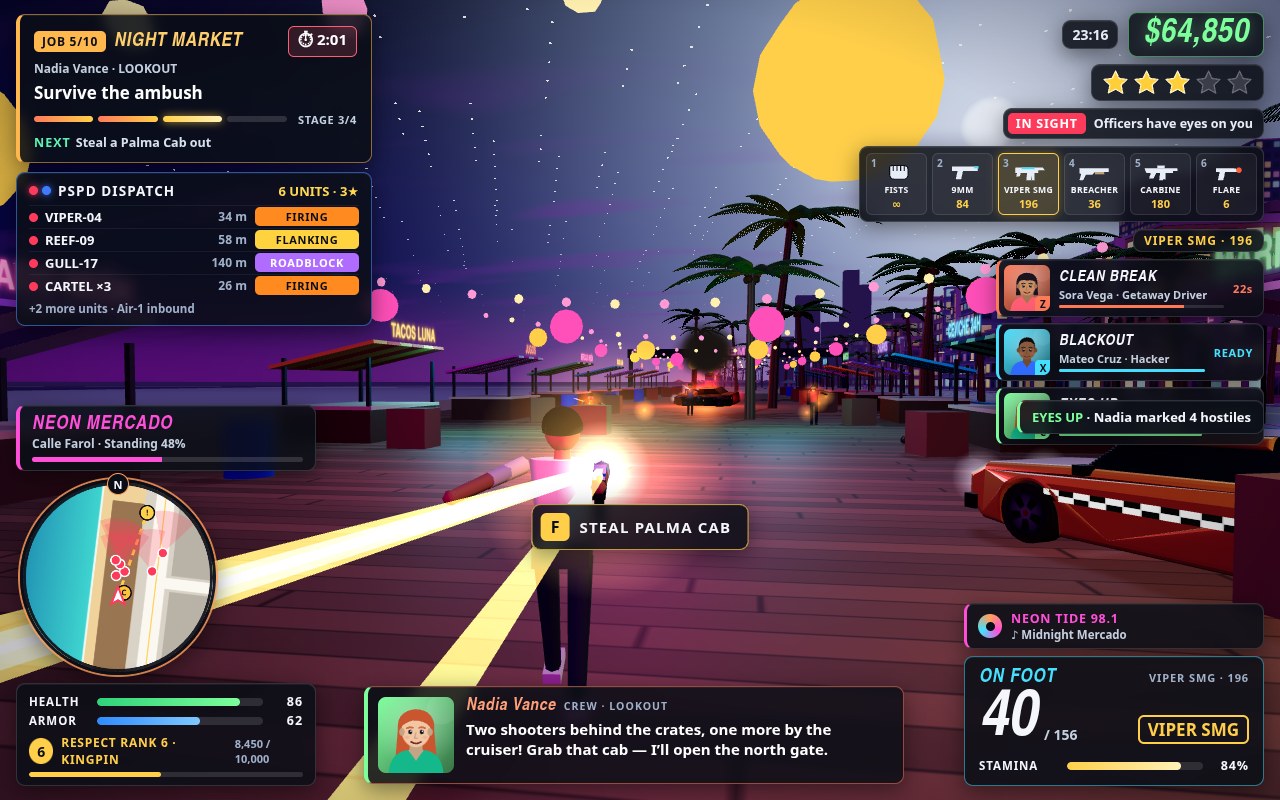 JOB 5/10 NIGHT MARKET ⏱ 2:01
Nadia Vance · LOOKOUT
Survive the ambush
STAGE 3/4
NEXT Steal a Palma Cab out
PSPD DISPATCH 6 UNITS · 3★
VIPER-04 34 m FIRING
REEF-09 58 m FLANKING
GULL-17 140 m ROADBLOCK
CARTEL ×3 26 m FIRING
+2 more units · Air-1 inbound
23:16 $64,850
IN SIGHT Officers have eyes on you
1 2 3 4 5 6
FISTS 9MM VIPER SMG BREACHER CARBINE FLARE
∞ 84 196 36 180 6
VIPER SMG · 196
CLEAN BREAK
Sora Vega · Getaway Driver 22s
Z
BLACKOUT
Mateo Cruz · Hacker READY
X
EYES UP · Nadia marked 4 hostiles
TACOS LUNA
NEON MERCADO
Calle Farol · Standing 48%
N
!
C
F STEAL PALMA CAB
HEALTH 86
ARMOR 62
6 RESPECT RANK 6 · KINGPIN 8,450 / 10,000
Nadia Vance CREW · LOOKOUT
Two shooters behind the crates, one more by the
cruiser! Grab that cab — I'll open the north gate.
NEON TIDE 98.1
♪ Midnight Mercado
ON FOOT VIPER SMG · 196
40 / 156 VIPER SMG
STAMINA 84%